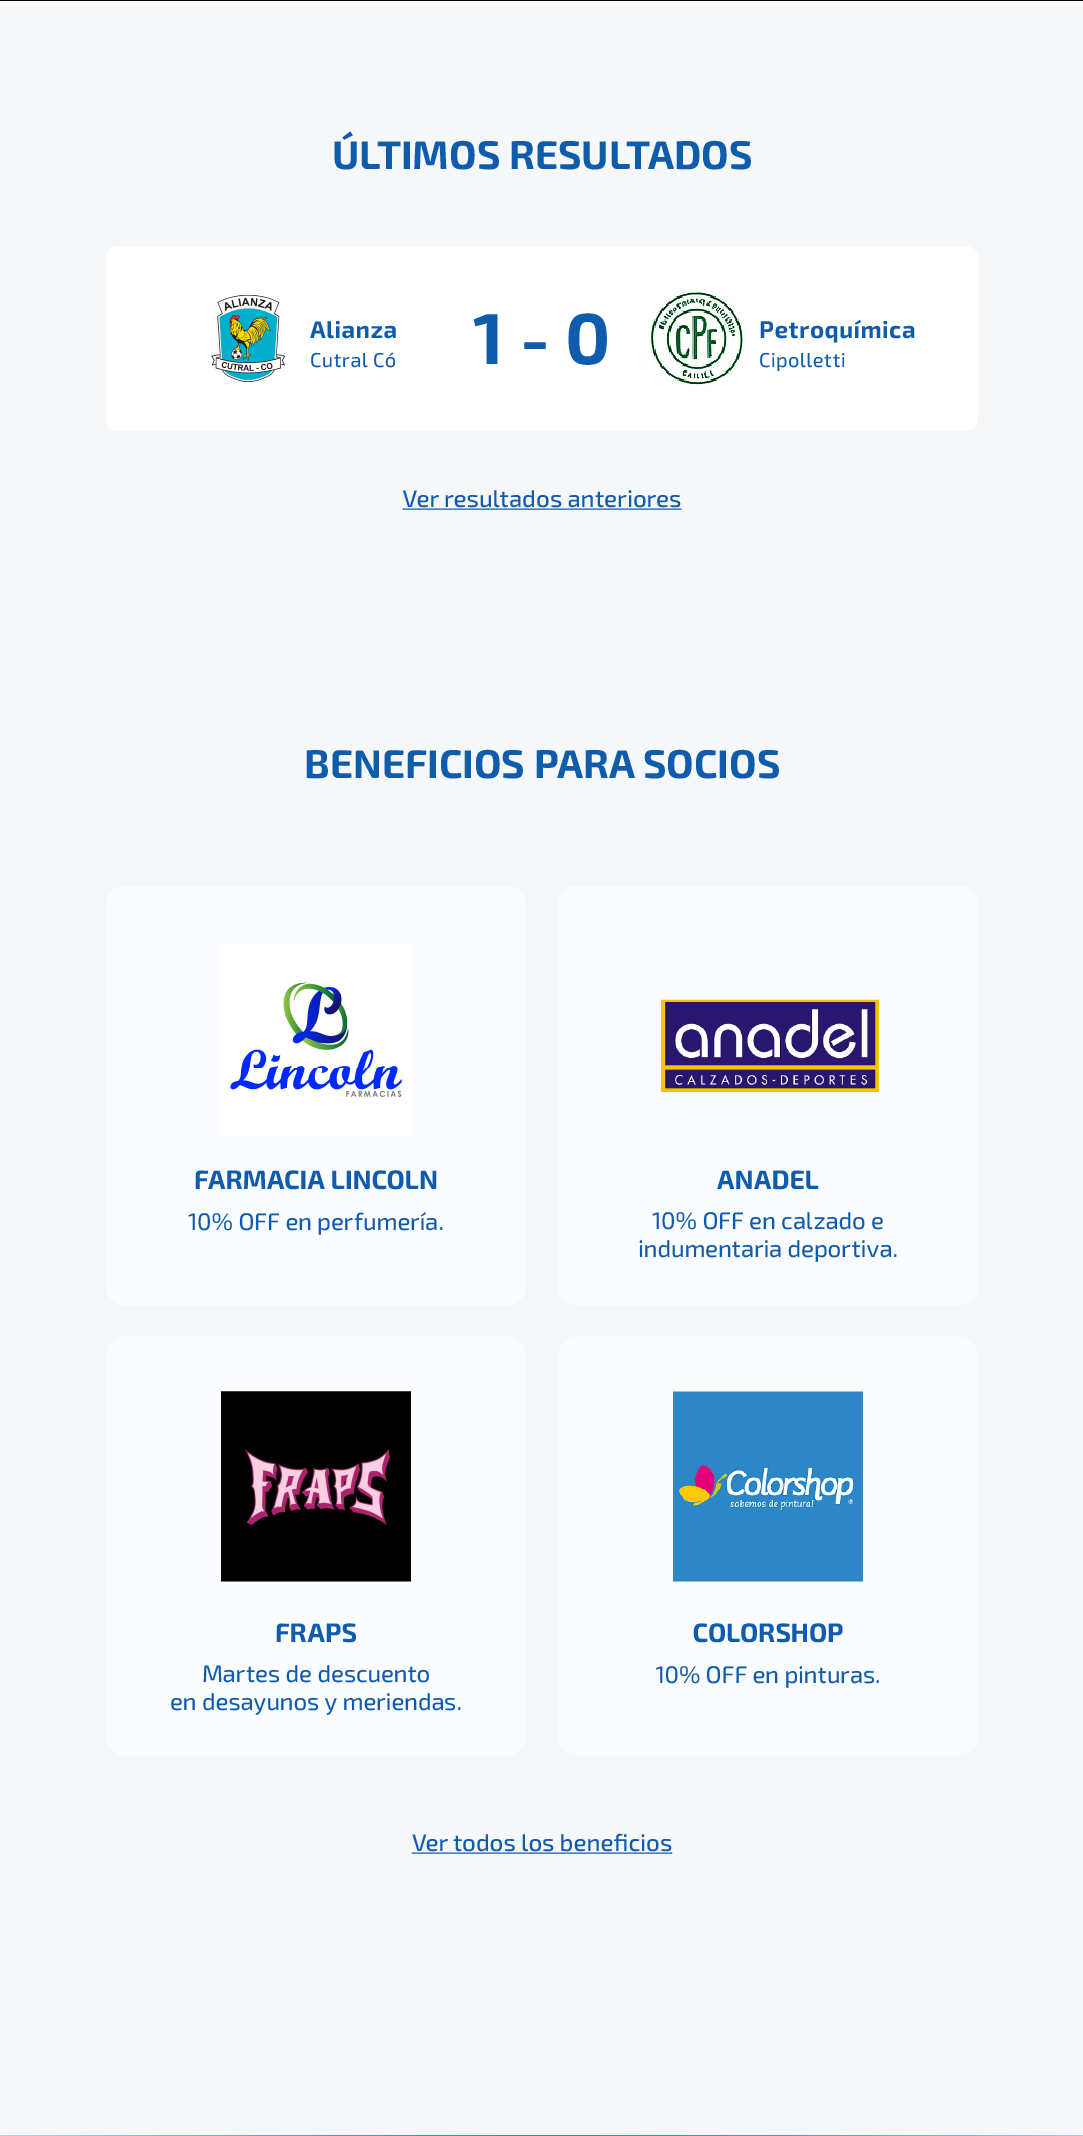 ÚLTIMOS RESULTADOS
ALIANZA
CUTRAL - CO
Alianza
Cutral Có
1 - 0
CPF
Petroquímica
Cipolletti
Ver resultados anteriores
BENEFICIOS PARA SOCIOS
L
Lincoln
FARMACIAS
FARMACIA LINCOLN
10% OFF en perfumería.
anadel
CALZADOS-DEPORTES
ANADEL
10% OFF en calzado e
indumentaria deportiva.
FRAPS
FRAPS
Martes de descuento
en desayunos y meriendas.
Colorshop
sabemos de pintura!
COLORSHOP
10% OFF en pinturas.
Ver todos los beneficios